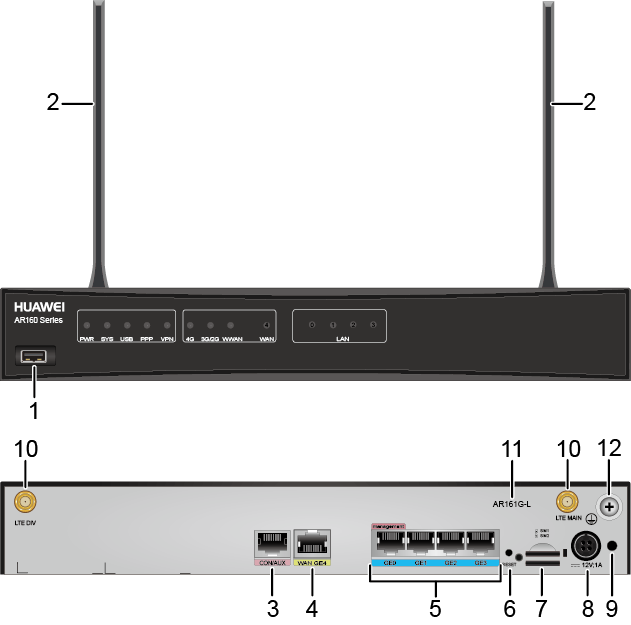 2
2
HUAWEI
AR160 Series
PWR SYS USB PPP VPN
4G 3G/2G WWAN WAN
0 1 2 3
LAN
1
10
11
10
12
LTE DIV
AR161G-L
LTE MAIN
management
SIM1
SIM2
CON/AUX
WAN GE4
GE0 GE1 GE2 GE3
RESET
12V;1A
3
4
5
6
7
8
9